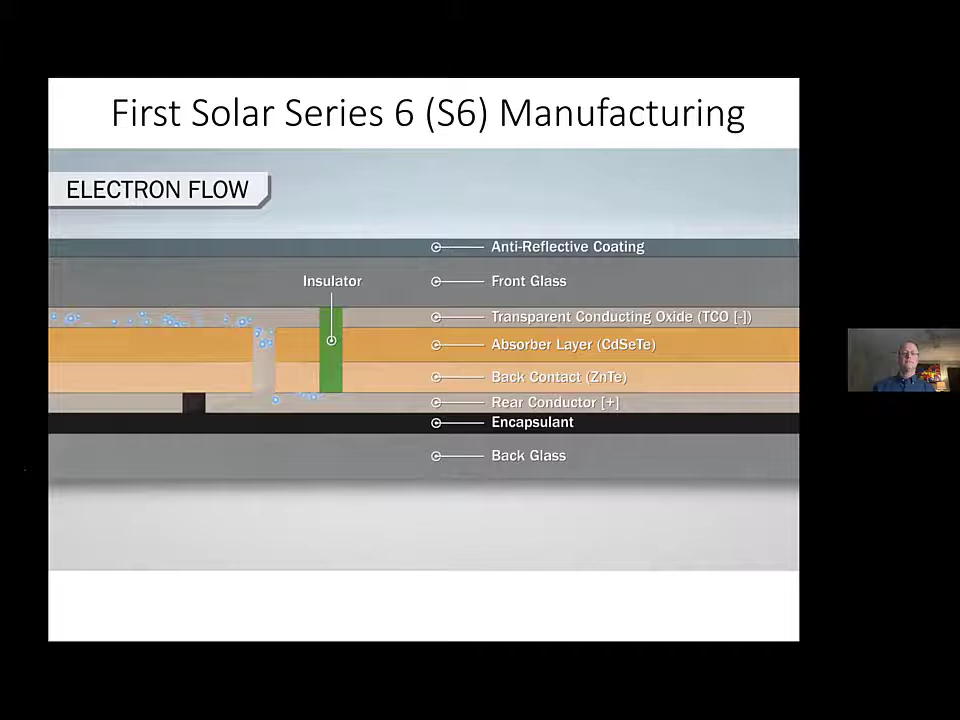 First Solar Series 6 (S6) Manufacturing
ELECTRON FLOW
Anti-Reflective Coating
Insulator
Front Glass
Transparent Conducting Oxide (TCO [-])
Absorber Layer (CdSeTe)
Back Contact (ZnTe)
Rear Conductor [+]
Encapsulant
Back Glass